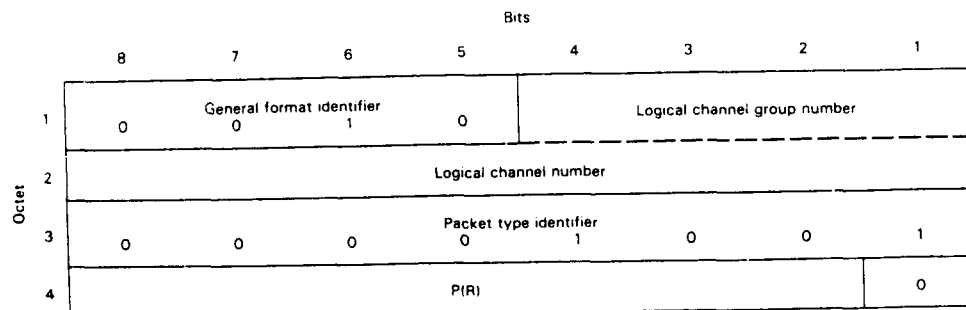 Bits
8 7 6 5 4 3 2 1
General format identifier
Logical channel group number
1
0 0 1 0
2
Logical channel number
Octet
Packet type identifier
3
0 0 0 0 1 0 0 1
4
P(R)
0